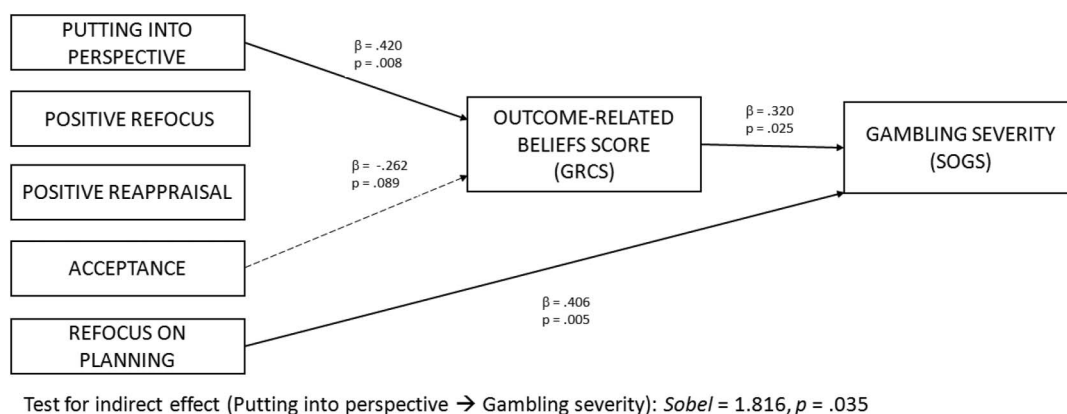 PUTTING INTO
PERSPECTIVE
β = .420
p = .008
POSITIVE REFOCUS
OUTCOME-RELATED
BELIEFS SCORE
(GRCS)
β = .320
p = .025
GAMBLING SEVERITY
(SOGS)
POSITIVE REAPPRAISAL
β = -.262
p = .089
ACCEPTANCE
β = .406
p = .005
REFOCUS ON
PLANNING
Test for indirect effect (Putting into perspective → Gambling severity): Sobel = 1.816, p = .035